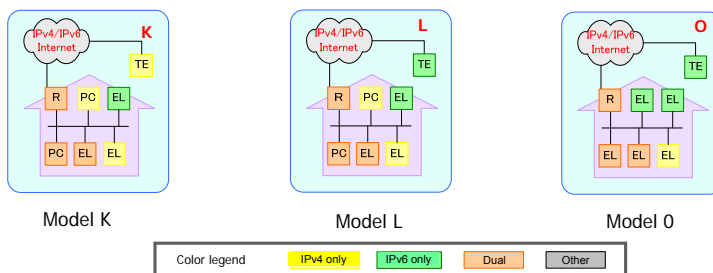 K
IPv4/IPv6
Internet
TE
R PC EL
PC EL EL
Model K
L
IPv4/IPv6
Internet
TE
R PC EL
PC EL EL
Model L
O
IPv4/IPv6
Internet
TE
R EL EL
EL EL EL
Model 0
Color legend IPv4 only IPv6 only Dual Other